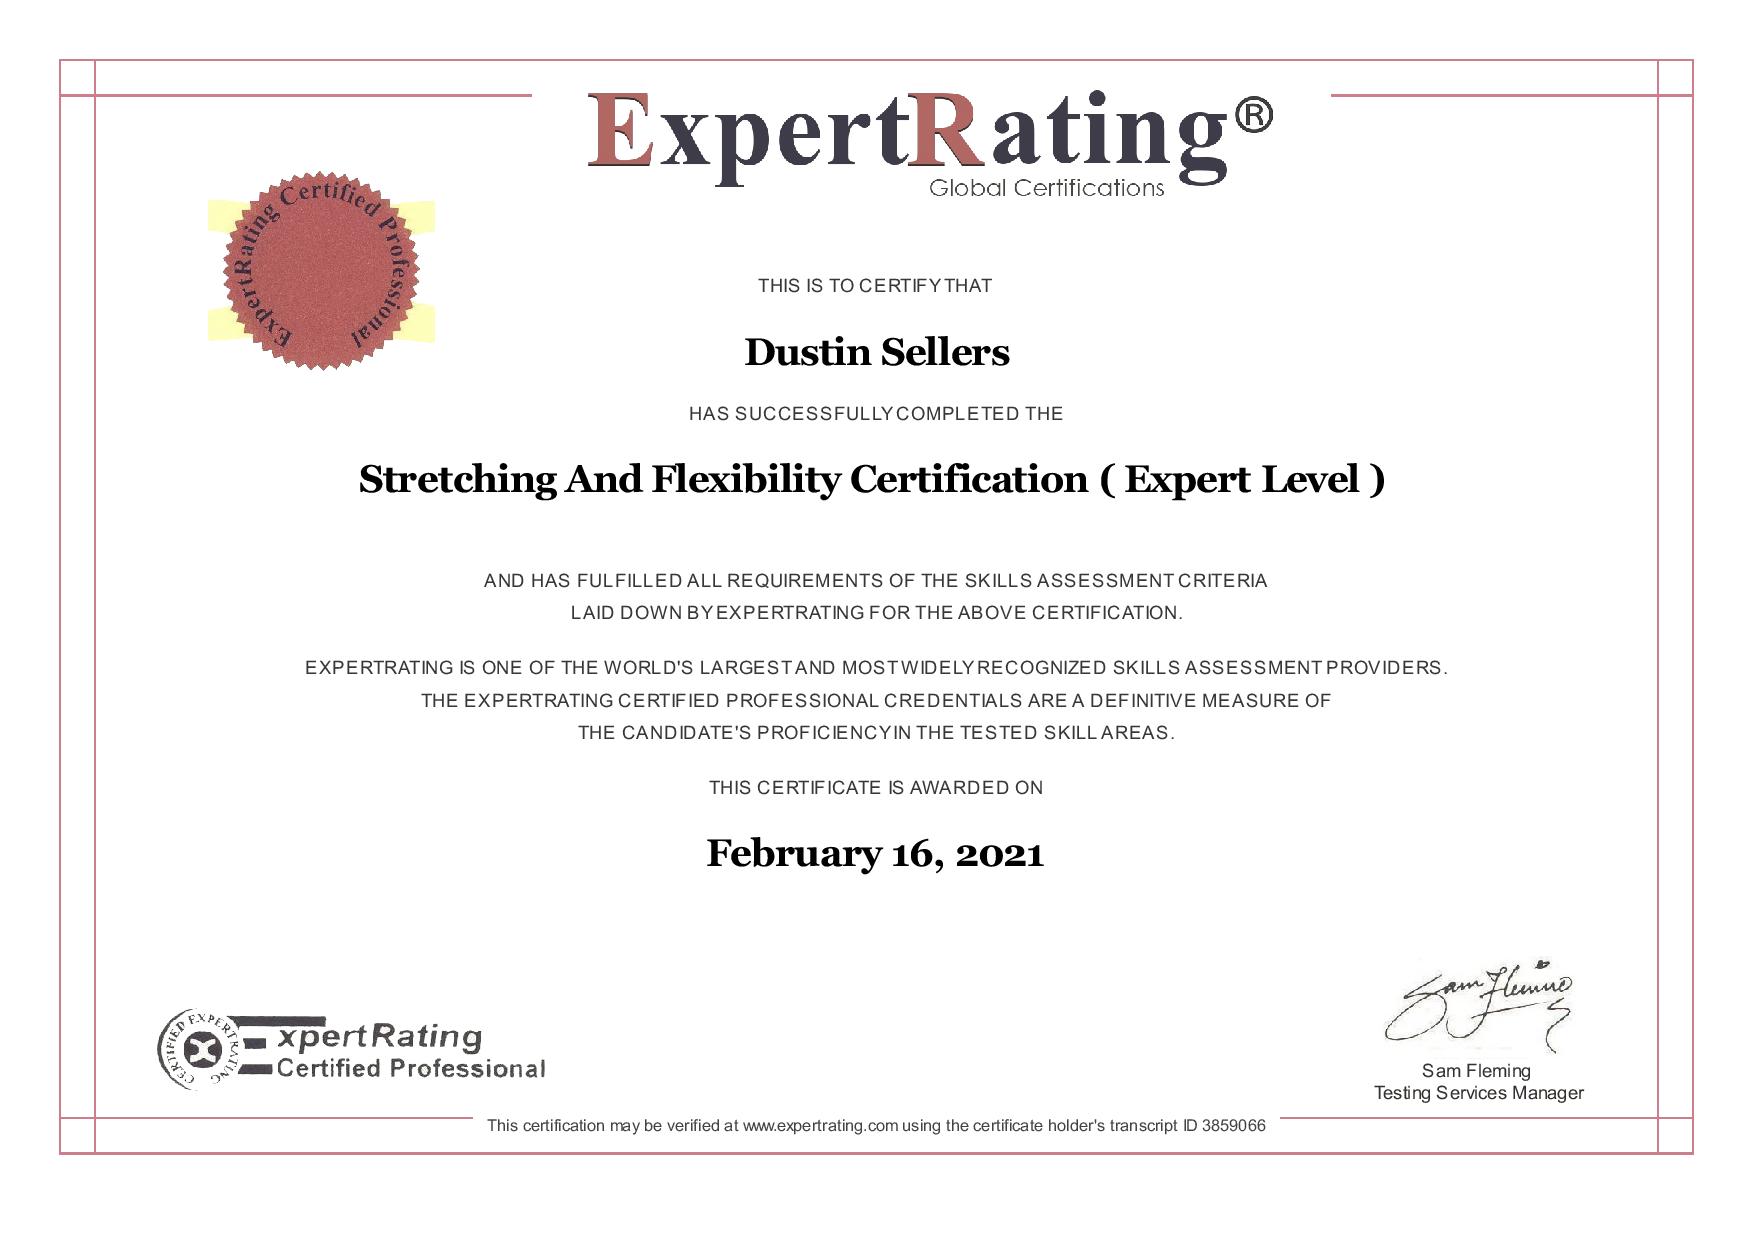 ExpertRating®
Global Certifications
ExpertRating Certified Professional
THIS IS TO CERTIFY THAT
Dustin Sellers
HAS SUCCESSFULLY COMPLETED THE
Stretching And Flexibility Certification ( Expert Level )
AND HAS FULFILLED ALL REQUIREMENTS OF THE SKILLS ASSESSMENT CRITERIA
LAID DOWN BY EXPERTRATING FOR THE ABOVE CERTIFICATION.
EXPERTRATING IS ONE OF THE WORLD'S LARGEST AND MOST WIDELY RECOGNIZED SKILLS ASSESSMENT PROVIDERS.
THE EXPERTRATING CERTIFIED PROFESSIONAL CREDENTIALS ARE A DEFINITIVE MEASURE OF
THE CANDIDATE'S PROFICIENCY IN THE TESTED SKILL AREAS.
THIS CERTIFICATE IS AWARDED ON
February 16, 2021
Sam Fleming
CERTIFIED EXPERTRATING
ExpertRating
Certified Professional
Sam Fleming
Testing Services Manager
This certification may be verified at www.expertrating.com using the certificate holder's transcript ID 3859066